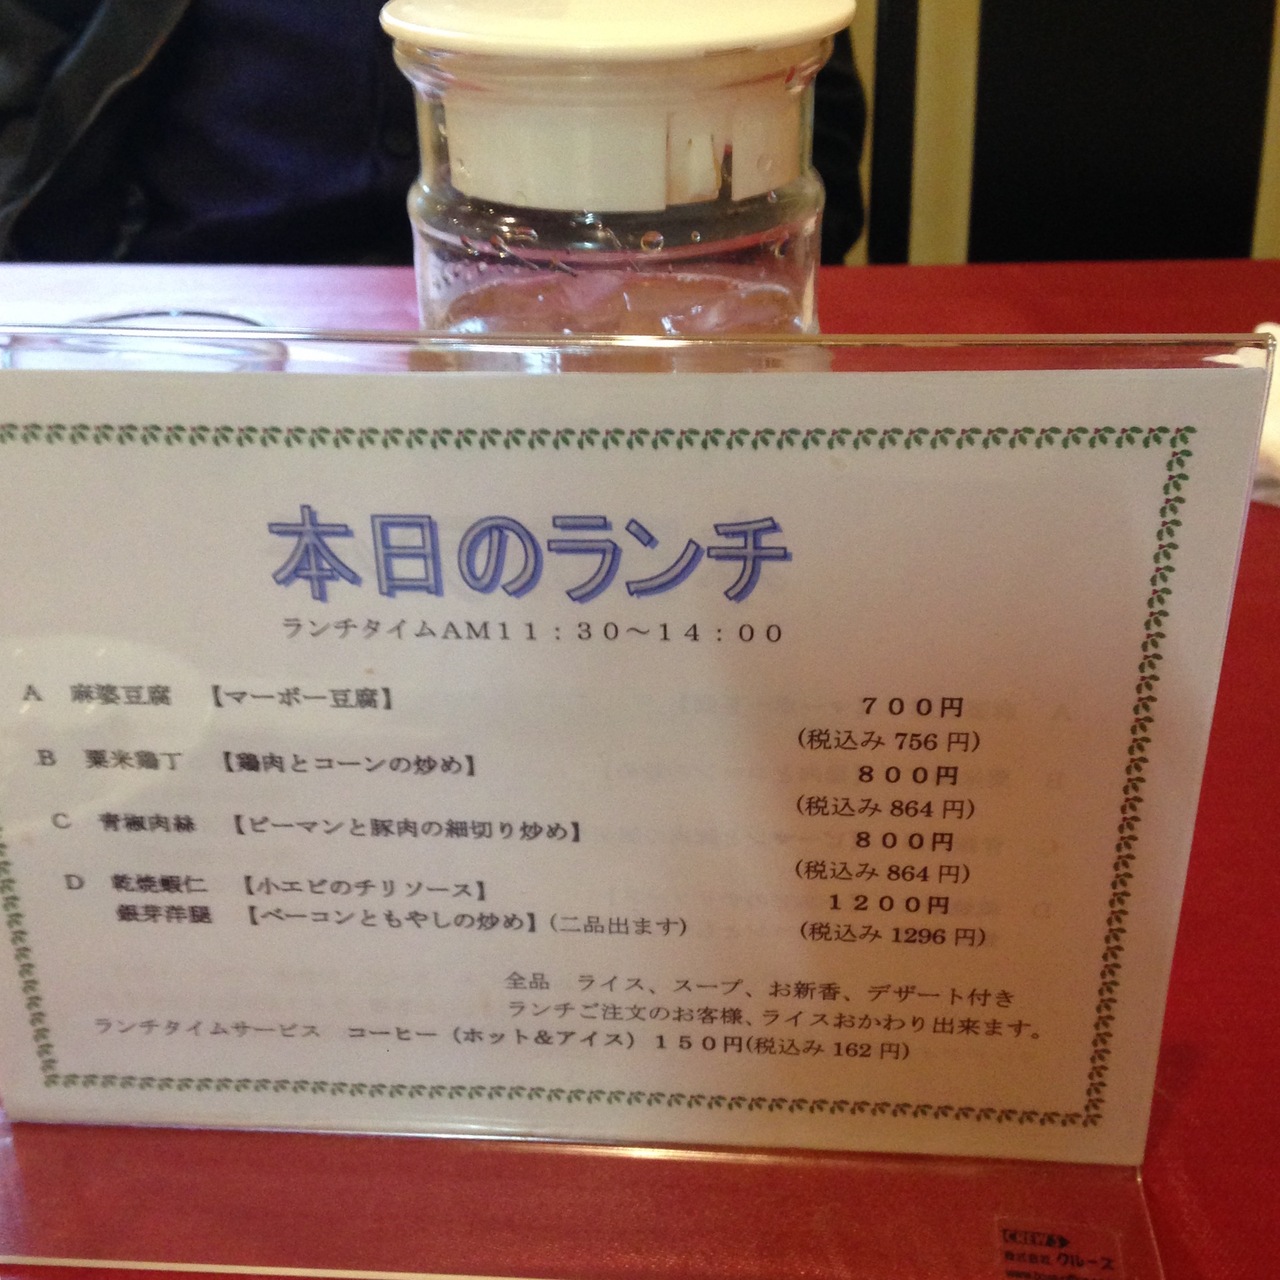 本日のランチ
ランチタイムAM11：30～14：00
A 麻婆豆腐 【マーボー豆腐】 700円
(税込み 756 円)
B 粟米鶏丁 【鶏肉とコーンの炒め】 800円
(税込み 864 円)
C 青椒肉絲 【ピーマンと豚肉の細切り炒め】 800円
(税込み 864 円)
D 乾焼蝦仁 【小エビのチリソース】 1200円
銀芽洋腿 【ベーコンともやしの炒め】(二品出ます) (税込み 1296 円)
全品 ライス、スープ、お新香、デザート付き
ランチご注文のお客様、ライスおかわり出来ます。
ランチタイムサービス コーヒー（ホット＆アイス）１５０円(税込み 162 円)
CREWS
株式会社 クルーズ